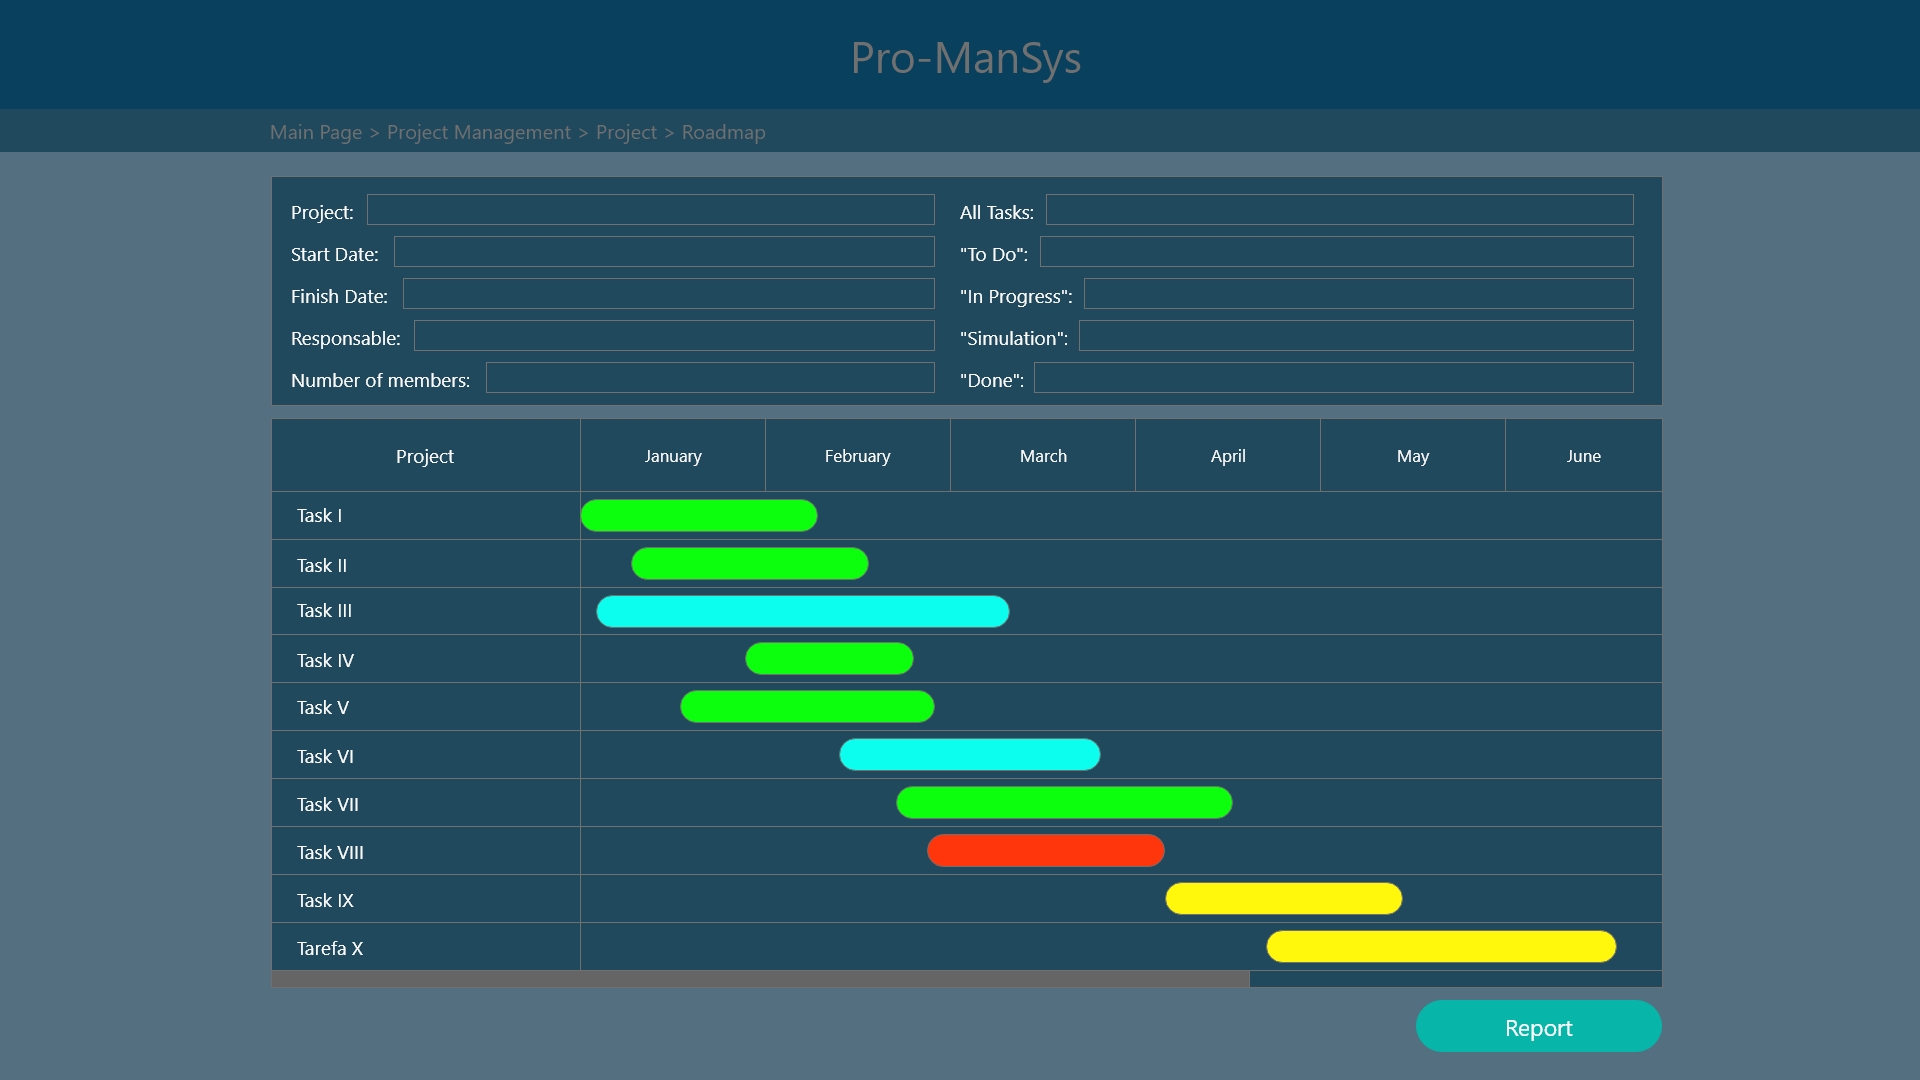 Pro-ManSys
Main Page > Project Management > Project > Roadmap
Project:
All Tasks:
Start Date:
"To Do":
Finish Date:
"In Progress":
Responsable:
"Simulation":
Number of members:
"Done":
Project January February March April May June
Task I
Task II
Task III
Task IV
Task V
Task VI
Task VII
Task VIII
Task IX
Tarefa X
Report